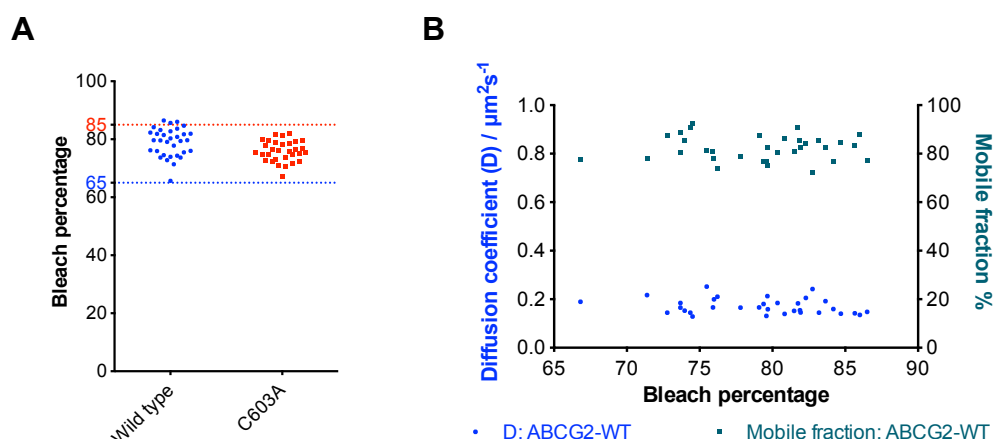 A
B
Bleach percentage
100
85
80
65
60
40
20
0
Wild type
C603A
Diffusion coefficient (D) / µm²s⁻¹
1.0
0.8
0.6
0.4
0.2
0.0
100
80
60
40
20
0
Mobile fraction %
65
70
75
80
85
90
Bleach percentage
D: ABCG2-WT
Mobile fraction: ABCG2-WT